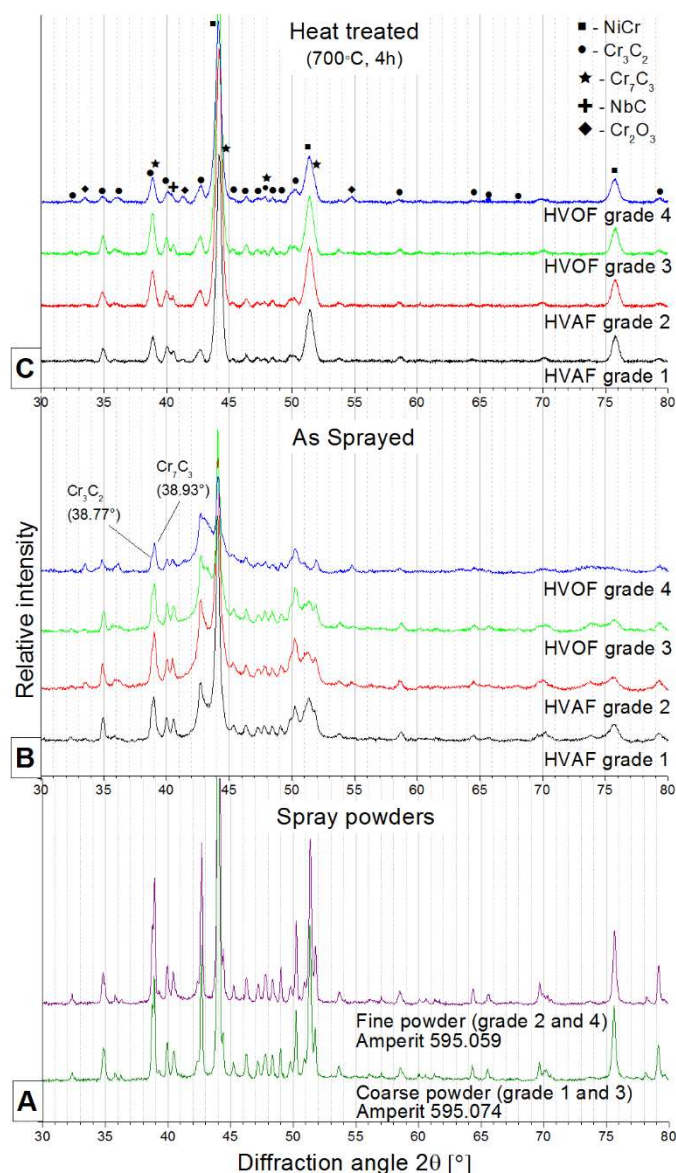 Heat treated
(700◦C, 4h)
■ - NiCr
● - Cr₃C₂
★ - Cr₇C₃
✚ - NbC
◆ - Cr₂O₃
HVOF grade 4
HVOF grade 3
HVAF grade 2
HVAF grade 1
C
30 35 40 45 50 55 60 65 70 75 80
As Sprayed
Cr₇C₃
(38.93°)
Cr₃C₂
(38.77°)
Relative intensity
HVOF grade 4
HVOF grade 3
HVAF grade 2
HVAF grade 1
B
30 35 40 45 50 55 60 65 70 75 80
Spray powders
Fine powder (grade 2 and 4)
Amperit 595.059
Coarse powder (grade 1 and 3)
Amperit 595.074
A
30 35 40 45 50 55 60 65 70 75 80
Diffraction angle 2θ [°]